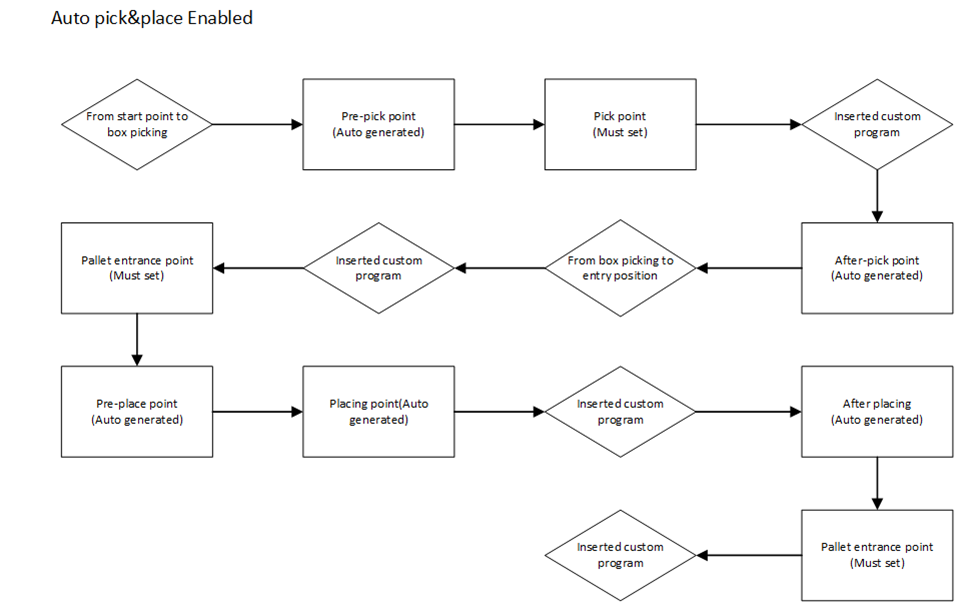 Auto pick&place Enabled
From start point to
box picking
Pre-pick point
(Auto generated)
Pick point
(Must set)
Inserted custom
program
After-pick point
(Auto generated)
From box picking to
entry position
Inserted custom
program
Pallet entrance point
(Must set)
Pre-place point
(Auto generated)
Placing point(Auto
generated)
Inserted custom
program
After placing
(Auto generated)
Pallet entrance point
(Must set)
Inserted custom
program